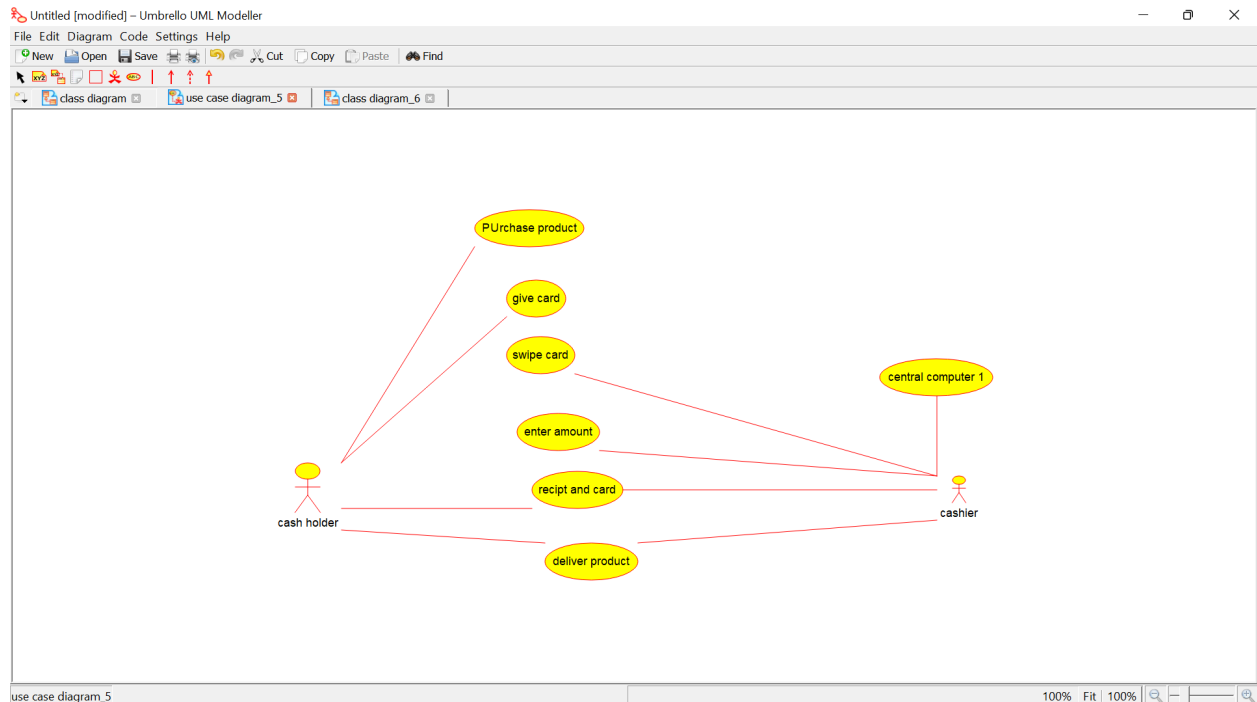 Untitled [modified] – Umbrello UML Modeller
File Edit Diagram Code Settings Help
New Open Save Cut Copy Paste Find
XYZ ABC
class diagram use case diagram_5 class diagram_6
PUrchase product
give card
swipe card
central computer 1
enter amount
recipt and card
cashier
cash holder
deliver product
use case diagram_5 100% Fit 100%